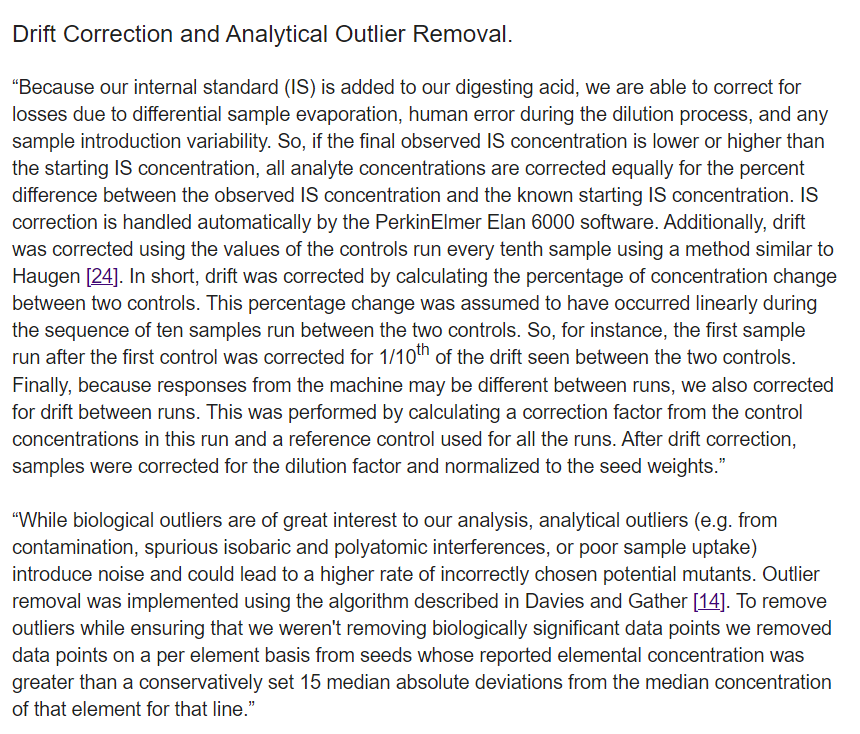 Drift Correction and Analytical Outlier Removal.
“Because our internal standard (IS) is added to our digesting acid, we are able to correct for
losses due to differential sample evaporation, human error during the dilution process, and any
sample introduction variability. So, if the final observed IS concentration is lower or higher than
the starting IS concentration, all analyte concentrations are corrected equally for the percent
difference between the observed IS concentration and the known starting IS concentration. IS
correction is handled automatically by the PerkinElmer Elan 6000 software. Additionally, drift
was corrected using the values of the controls run every tenth sample using a method similar to
Haugen [24]. In short, drift was corrected by calculating the percentage of concentration change
between two controls. This percentage change was assumed to have occurred linearly during
the sequence of ten samples run between the two controls. So, for instance, the first sample
run after the first control was corrected for 1/10th of the drift seen between the two controls.
Finally, because responses from the machine may be different between runs, we also corrected
for drift between runs. This was performed by calculating a correction factor from the control
concentrations in this run and a reference control used for all the runs. After drift correction,
samples were corrected for the dilution factor and normalized to the seed weights.”
“While biological outliers are of great interest to our analysis, analytical outliers (e.g. from
contamination, spurious isobaric and polyatomic interferences, or poor sample uptake)
introduce noise and could lead to a higher rate of incorrectly chosen potential mutants. Outlier
removal was implemented using the algorithm described in Davies and Gather [14]. To remove
outliers while ensuring that we weren't removing biologically significant data points we removed
data points on a per element basis from seeds whose reported elemental concentration was
greater than a conservatively set 15 median absolute deviations from the median concentration
of that element for that line.”